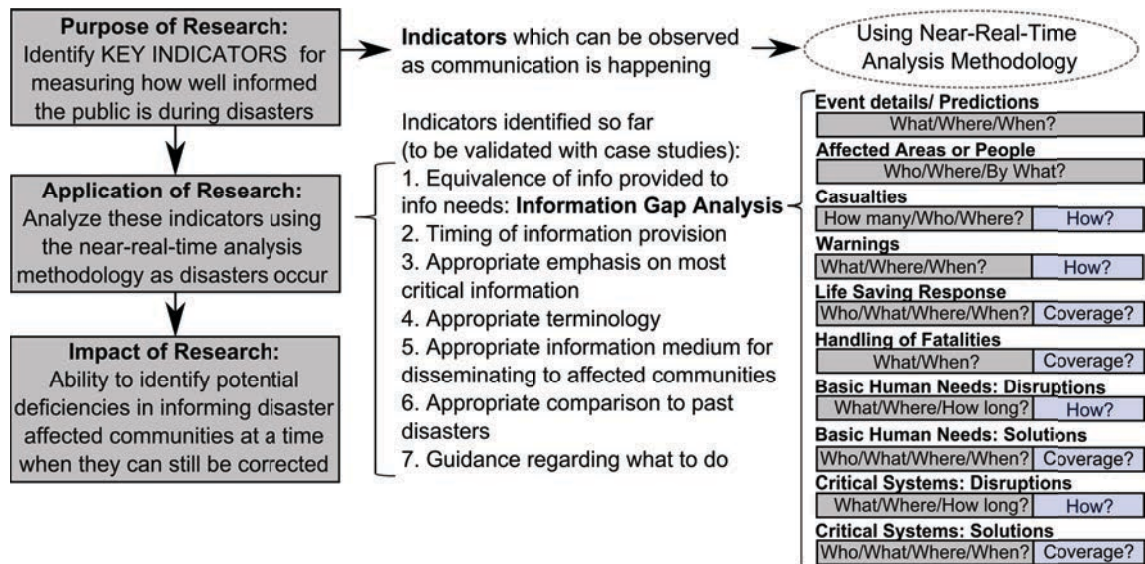 Purpose of Research:
Identify KEY INDICATORS for
measuring how well informed
the public is during disasters
Application of Research:
Analyze these indicators using
the near-real-time analysis
methodology as disasters occur
Impact of Research:
Ability to identify potential
deficiencies in informing disaster
affected communities at a time
when they can still be corrected
Indicators which can be observed
as communication is happening
Indicators identified so far
(to be validated with case studies):
1. Equivalence of info provided to
info needs: Information Gap Analysis
2. Timing of information provision
3. Appropriate emphasis on most
critical information
4. Appropriate terminology
5. Appropriate information medium for
disseminating to affected communities
6. Appropriate comparison to past
disasters
7. Guidance regarding what to do
Using Near-Real-Time
Analysis Methodology
Event details/ Predictions
What/Where/When?
Affected Areas or People
Who/Where/By What?
Casualties
How many/Who/Where? How?
Warnings
What/Where/When? How?
Life Saving Response
Who/What/Where/When? Coverage?
Handling of Fatalities
What/When? Coverage?
Basic Human Needs: Disruptions
What/Where/How long? How?
Basic Human Needs: Solutions
Who/What/Where/When? Coverage?
Critical Systems: Disruptions
What/Where/How long? How?
Critical Systems: Solutions
Who/What/Where/When? Coverage?